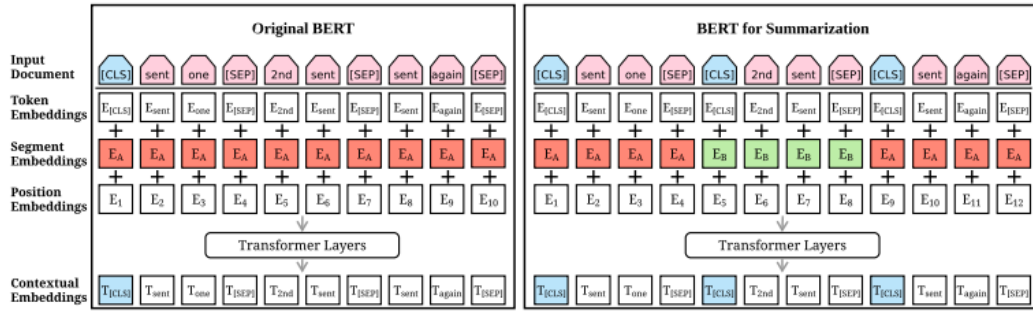 Original BERT
BERT for Summarization
Input
Document
[CLS] sent one [SEP] 2nd sent [SEP] sent again [SEP]
[CLS] sent one [SEP] [CLS] 2nd sent [SEP] [CLS] sent again [SEP]
Token
Embeddings
E[CLS] Esent Eone E[SEP] E2nd Esent E[SEP] Esent Eagain E[SEP]
E[CLS] Esent Eone E[SEP] E[CLS] E2nd Esent E[SEP] E[CLS] Esent Eagain E[SEP]
+ + + + + + + + + +
+ + + + + + + + + + + +
Segment
Embeddings
EA EA EA EA EA EA EA EA EA EA
EA EA EA EA EB EB EB EB EA EA EA EA
+ + + + + + + + + +
+ + + + + + + + + + + +
Position
Embeddings
E1 E2 E3 E4 E5 E6 E7 E8 E9 E10
E1 E2 E3 E4 E5 E6 E7 E8 E9 E10 E11 E12
Transformer Layers
Transformer Layers
Contextual
Embeddings
T[CLS] Tsent Tone T[SEP] T2nd Tsent T[SEP] Tsent Tagain T[SEP]
T[CLS] Tsent Tone T[SEP] T[CLS] T2nd Tsent T[SEP] T[CLS] Tsent Tagain T[SEP]